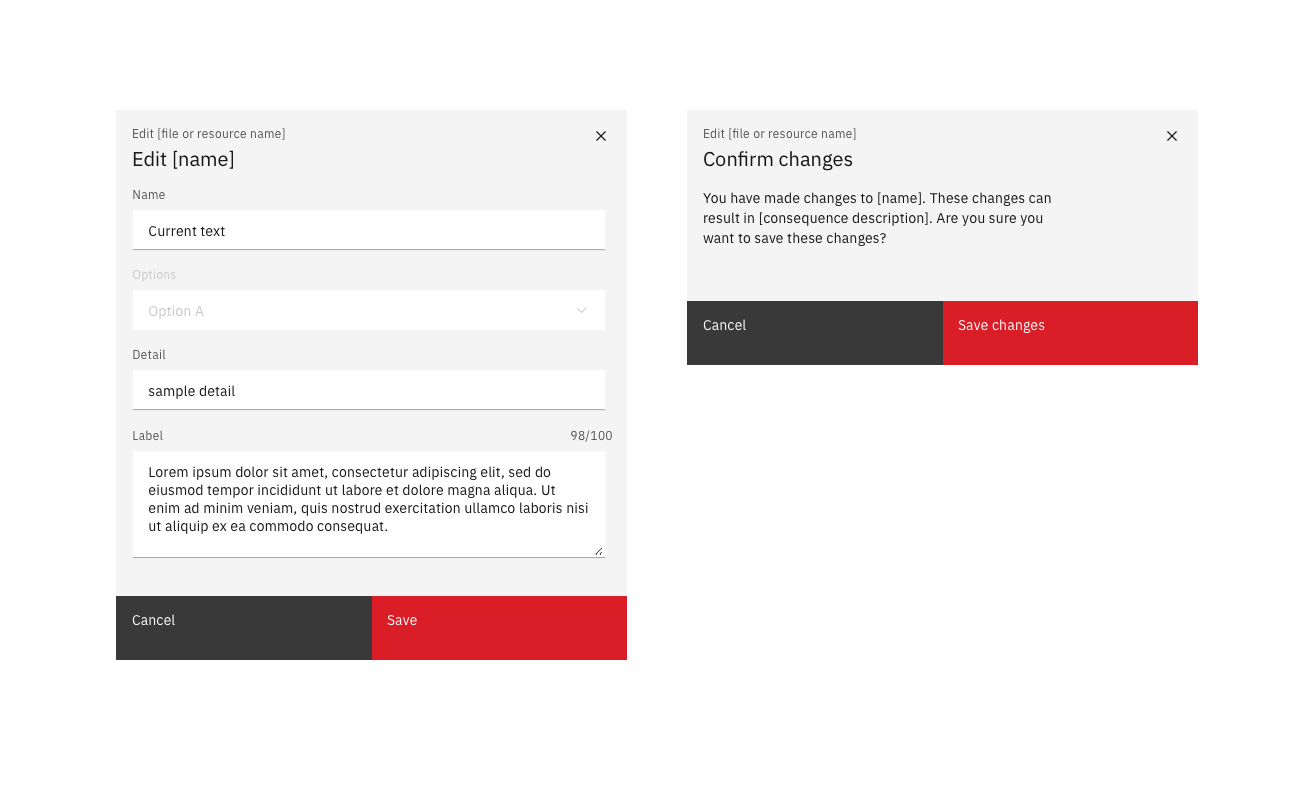 Edit [file or resource name]
Edit [name]
Name
Current text
Options
Option A
Detail
sample detail
Label 98/100
Lorem ipsum dolor sit amet, consectetur adipiscing elit, sed do
eiusmod tempor incididunt ut labore et dolore magna aliqua. Ut
enim ad minim veniam, quis nostrud exercitation ullamco laboris nisi
ut aliquip ex ea commodo consequat.
Cancel
Save
Edit [file or resource name]
Confirm changes
You have made changes to [name]. These changes can
result in [consequence description]. Are you sure you
want to save these changes?
Cancel
Save changes